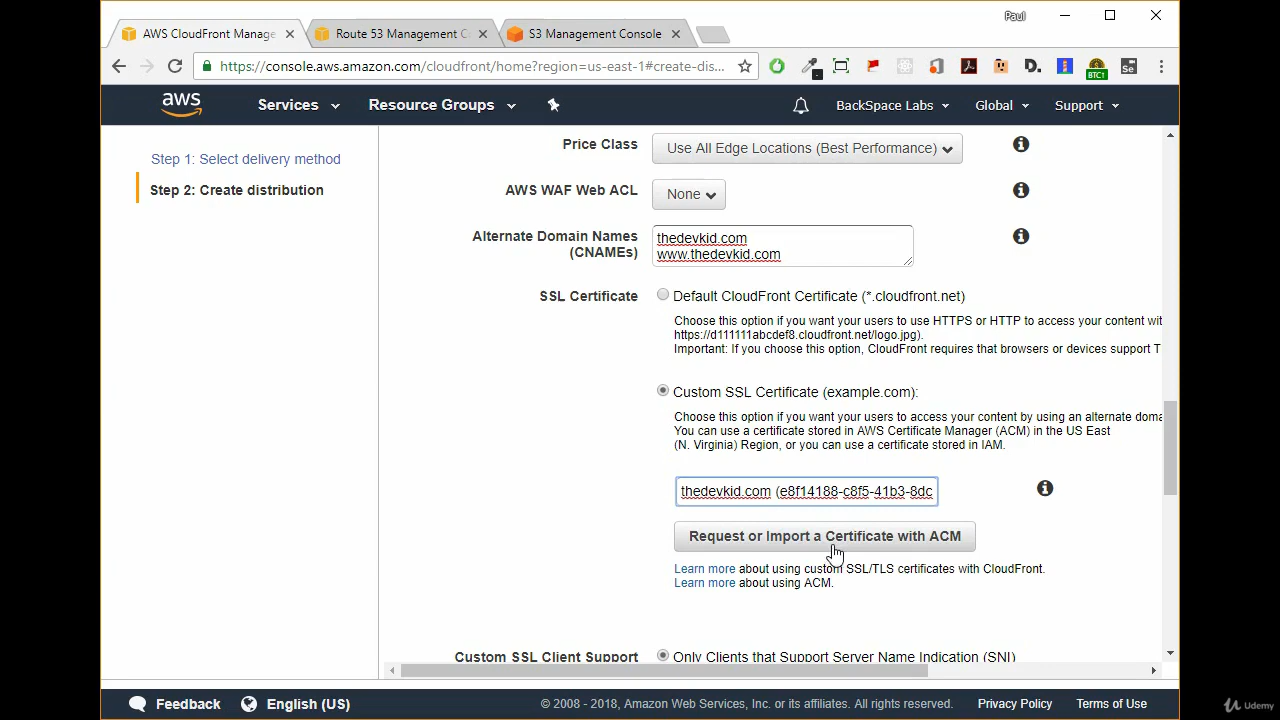 Paul
AWS CloudFront Manage
Route 53 Management C
S3 Management Console
https://console.aws.amazon.com/cloudfront/home?region=us-east-1#create-dis...
D.
BTC1
Se
aws
Services
Resource Groups
BackSpace Labs
Global
Support
Step 1: Select delivery method
Step 2: Create distribution
Price Class
Use All Edge Locations (Best Performance)
AWS WAF Web ACL
None
Alternate Domain Names
(CNAMEs)
thedevkid.com
www.thedevkid.com
SSL Certificate
Default CloudFront Certificate (*.cloudfront.net)
Choose this option if you want your users to use HTTPS or HTTP to access your content wit
https://d111111abcdef8.cloudfront.net/logo.jpg).
Important: If you choose this option, CloudFront requires that browsers or devices support T
Custom SSL Certificate (example.com):
Choose this option if you want your users to access your content by using an alternate doma
You can use a certificate stored in AWS Certificate Manager (ACM) in the US East
(N. Virginia) Region, or you can use a certificate stored in IAM.
thedevkid.com (e8f14188-c8f5-41b3-8dc
Request or Import a Certificate with ACM
Learn more about using custom SSL/TLS certificates with CloudFront.
Learn more about using ACM.
Custom SSL Client Support
Only Clients that Support Server Name Indication (SNI)
Feedback
English (US)
© 2008 - 2018, Amazon Web Services, Inc. or its affiliates. All rights reserved.
Privacy Policy
Terms of Use
Udemy